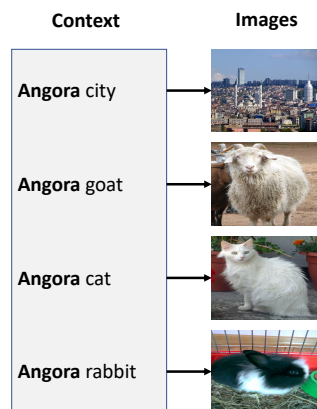 Context Images
Angora city
Angora goat
Angora cat
Angora rabbit